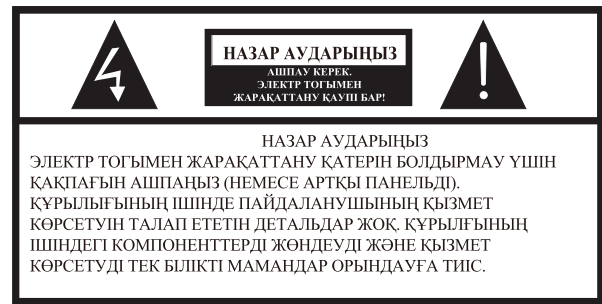 НАЗАР АУДАРЫҢЫЗ
АШПАУ КЕРЕК.
ЭЛЕКТР ТОГЫМЕН
ЖАРАҚАТТАНУ ҚАУПІ БАР!
НАЗАР АУДАРЫҢЫЗ
ЭЛЕКТР ТОГЫМЕН ЖАРАҚАТТАНУ ҚАТЕРІН БОЛДЫРМАУ ҮШІН
ҚАҚПАҒЫН АШПАҢЫЗ (НЕМЕСЕ АРТҚЫ ПАНЕЛЬДІ).
ҚҰРЫЛЫҒЫНЫҢ ІШІНДЕ ПАЙДАЛАНУШЫНЫҢ ҚЫЗМЕТ
КӨРСЕТУІН ТАЛАП ЕТЕТІН ДЕТАЛЬДАР ЖОҚ. ҚҰРЫЛҒЫНЫҢ
ІШІНДЕГІ КОМПОНЕНТТЕРДІ ЖӨНДЕУДІ ЖӘНЕ ҚЫЗМЕТ
КӨРСЕТУДІ ТЕК БІЛІКТІ МАМАНДАР ОРЫНДАУҒА ТИІС.